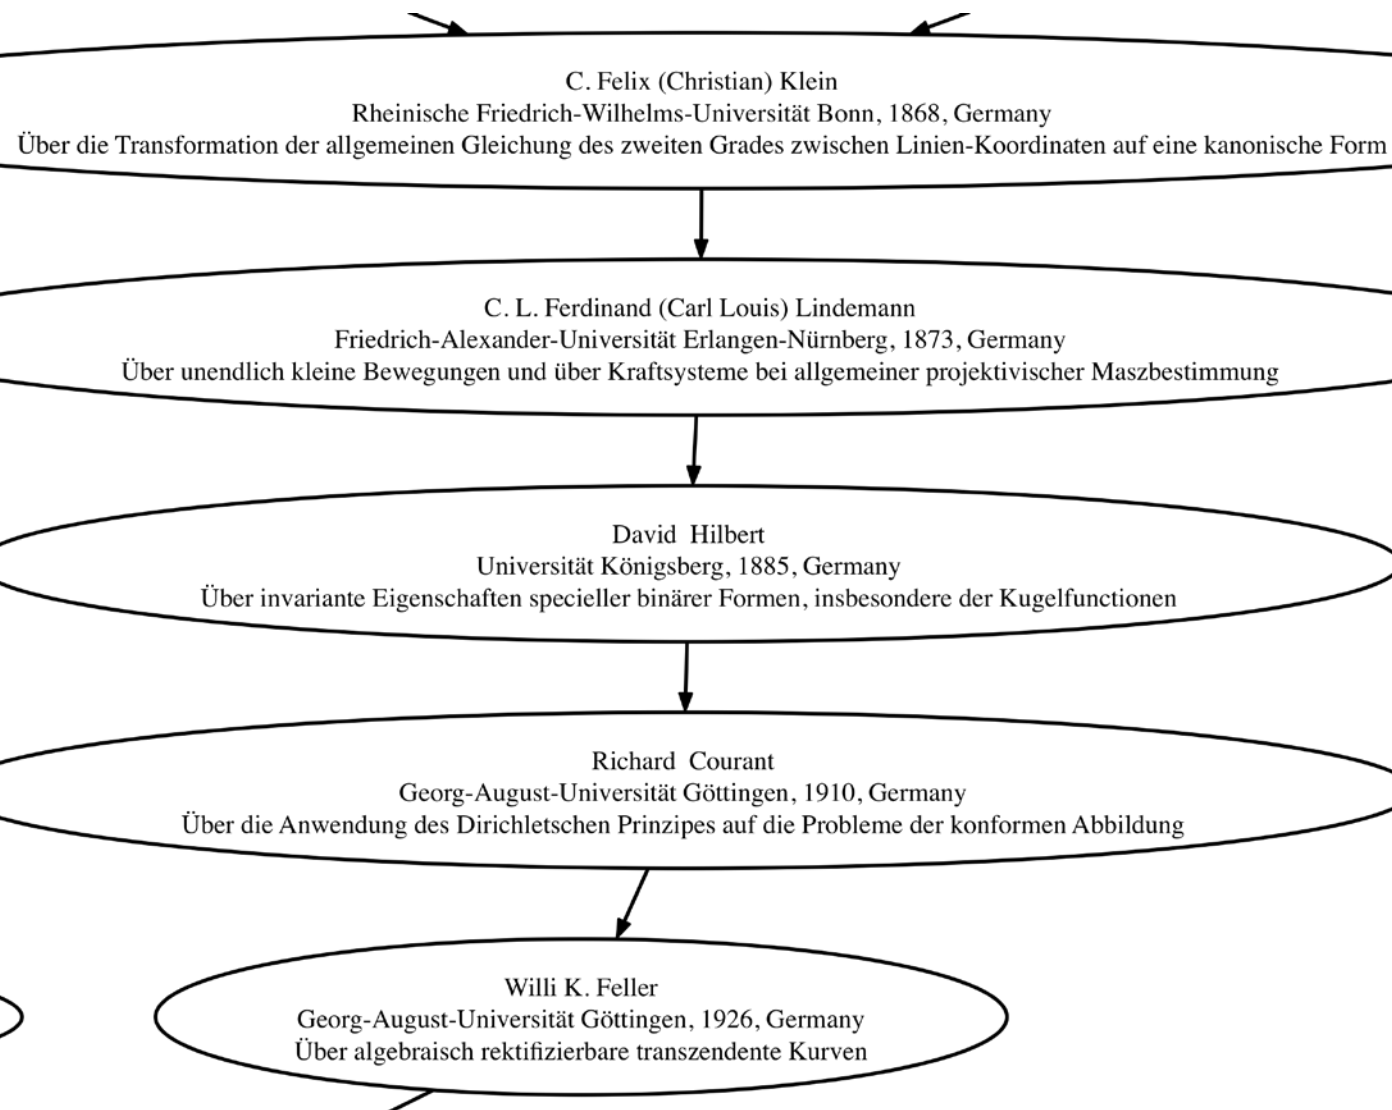 C. Felix (Christian) Klein
Rheinische Friedrich-Wilhelms-Universität Bonn, 1868, Germany
Über die Transformation der allgemeinen Gleichung des zweiten Grades zwischen Linien-Koordinaten auf eine kanonische Form
C. L. Ferdinand (Carl Louis) Lindemann
Friedrich-Alexander-Universität Erlangen-Nürnberg, 1873, Germany
Über unendlich kleine Bewegungen und über Kraftsysteme bei allgemeiner projektivischer Maszbestimmung
David Hilbert
Universität Königsberg, 1885, Germany
Über invariante Eigenschaften specieller binärer Formen, insbesondere der Kugelfunctionen
Richard Courant
Georg-August-Universität Göttingen, 1910, Germany
Über die Anwendung des Dirichletschen Prinzipes auf die Probleme der konformen Abbildung
Willi K. Feller
Georg-August-Universität Göttingen, 1926, Germany
Über algebraisch rektifizierbare transzendente Kurven